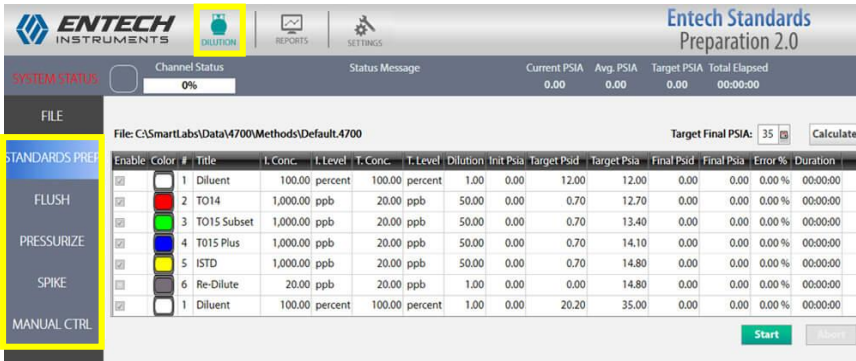 ENTECH
INSTRUMENTS
DILUTION
REPORTS
SETTINGS
Entech Standards
Preparation 2.0
SYSTEM STATUS
Channel Status
0%
Status Message
Current PSIA Avg. PSIA Target PSIA Total Elapsed
0.00 0.00 0.00 00:00:00
FILE
STANDARDS PREP
FLUSH
PRESSURIZE
SPIKE
MANUAL CTRL
File: C:\SmartLabs\Data\4700\Methods\Default.4700
Target Final PSIA: 35
Calculate
Enable Color # Title I. Conc. I. Level T. Conc. T. Level Dilution Init Psia Target Psid Target Psia Final Psid Final Psia Error % Duration
1 Diluent 100.00 percent 100.00 percent 1.00 0.00 12.00 12.00 0.00 0.00 0.00 % 00:00:00
2 TO14 1,000.00 ppb 20.00 ppb 50.00 0.00 0.70 12.70 0.00 0.00 0.00 % 00:00:00
3 TO15 Subset 1,000.00 ppb 20.00 ppb 50.00 0.00 0.70 13.40 0.00 0.00 0.00 % 00:00:00
4 T015 Plus 1,000.00 ppb 20.00 ppb 50.00 0.00 0.70 14.10 0.00 0.00 0.00 % 00:00:00
5 ISTD 1,000.00 ppb 20.00 ppb 50.00 0.00 0.70 14.80 0.00 0.00 0.00 % 00:00:00
6 Re-Dilute 20.00 ppb 20.00 ppb 1.00 0.00 0.00 14.80 0.00 0.00 0.00 % 00:00:00
1 Diluent 100.00 percent 100.00 percent 1.00 0.00 20.20 35.00 0.00 0.00 0.00 % 00:00:00
Start Abort